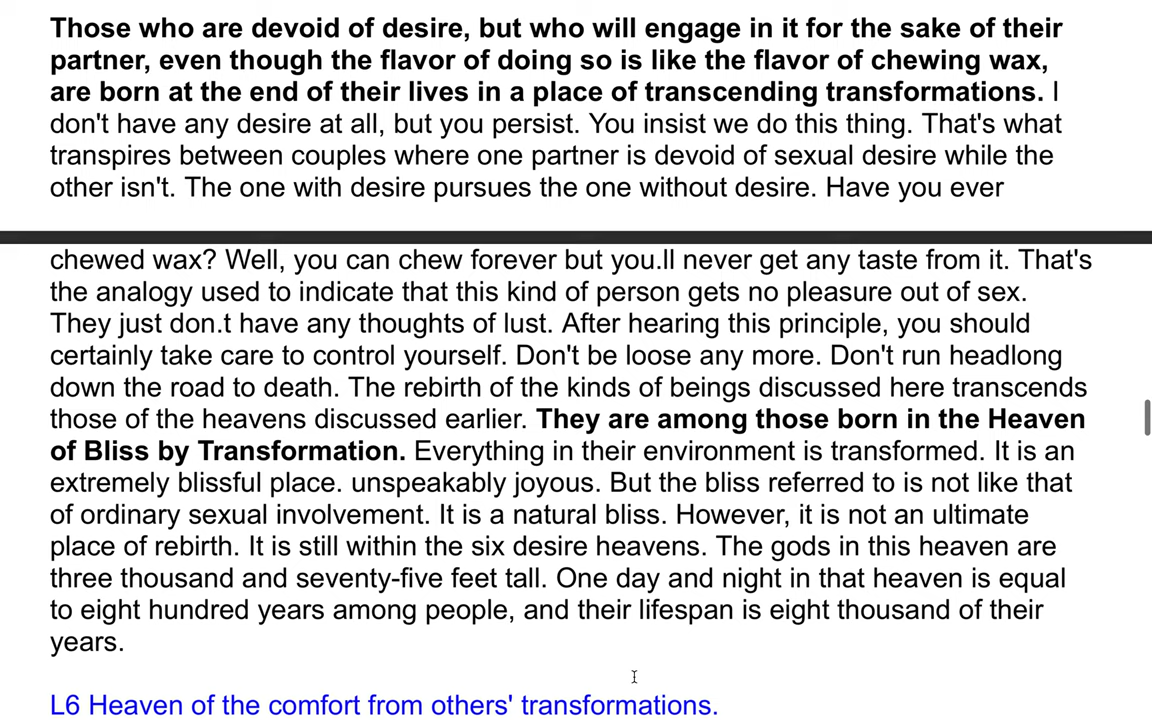 Those who are devoid of desire, but who will engage in it for the sake of their
partner, even though the flavor of doing so is like the flavor of chewing wax,
are born at the end of their lives in a place of transcending transformations. I
don't have any desire at all, but you persist. You insist we do this thing. That's what
transpires between couples where one partner is devoid of sexual desire while the
other isn't. The one with desire pursues the one without desire. Have you ever
chewed wax? Well, you can chew forever but you.ll never get any taste from it. That's
the analogy used to indicate that this kind of person gets no pleasure out of sex.
They just don.t have any thoughts of lust. After hearing this principle, you should
certainly take care to control yourself. Don't be loose any more. Don't run headlong
down the road to death. The rebirth of the kinds of beings discussed here transcends
those of the heavens discussed earlier. They are among those born in the Heaven
of Bliss by Transformation. Everything in their environment is transformed. It is an
extremely blissful place. unspeakably joyous. But the bliss referred to is not like that
of ordinary sexual involvement. It is a natural bliss. However, it is not an ultimate
place of rebirth. It is still within the six desire heavens. The gods in this heaven are
three thousand and seventy-five feet tall. One day and night in that heaven is equal
to eight hundred years among people, and their lifespan is eight thousand of their
years.
L6 Heaven of the comfort from others' transformations.